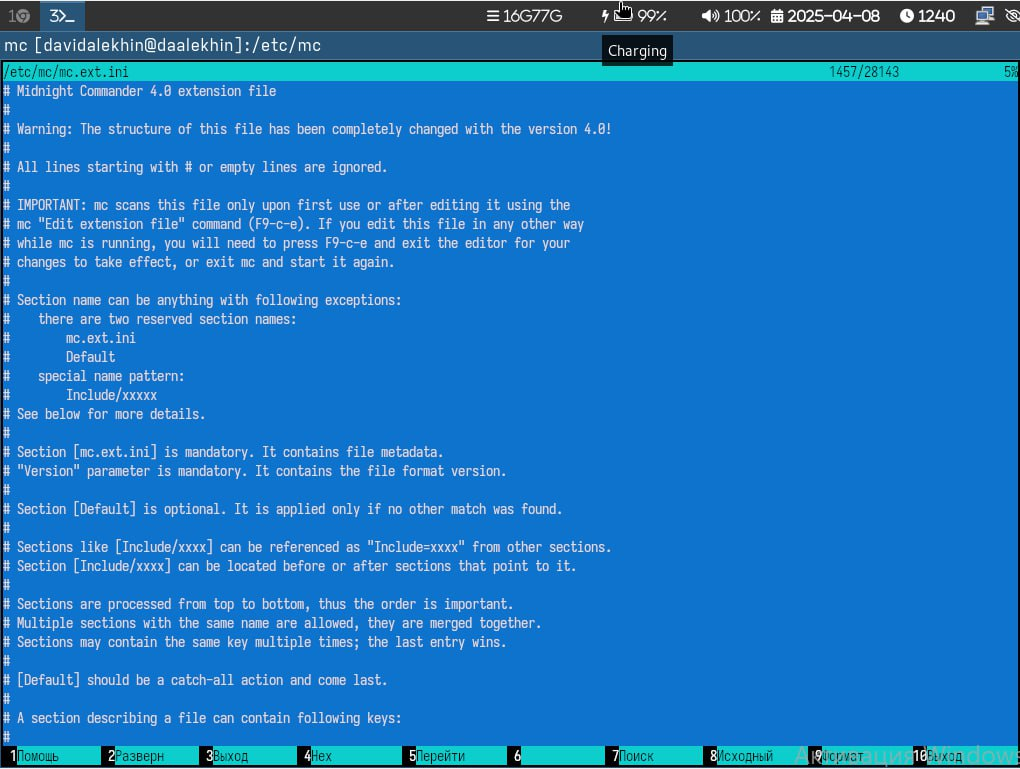 1
3
16G77G
99%
100%
2025-04-08
1240
mc [davidalekhin@daalekhin]:/etc/mc
Charging
/etc/mc/mc.ext.ini 1457/28143 5%
# Midnight Commander 4.0 extension file
#
# Warning: The structure of this file has been completely changed with the version 4.0!
#
# All lines starting with # or empty lines are ignored.
#
# IMPORTANT: mc scans this file only upon first use or after editing it using the
# mc "Edit extension file" command (F9-c-e). If you edit this file in any other way
# while mc is running, you will need to press F9-c-e and exit the editor for your
# changes to take effect, or exit mc and start it again.
#
# Section name can be anything with following exceptions:
#    there are two reserved section names:
#        mc.ext.ini
#        Default
#    special name pattern:
#        Include/xxxxx
# See below for more details.
#
# Section [mc.ext.ini] is mandatory. It contains file metadata.
# "Version" parameter is mandatory. It contains the file format version.
#
# Section [Default] is optional. It is applied only if no other match was found.
#
# Sections like [Include/xxxx] can be referenced as "Include=xxxx" from other sections.
# Section [Include/xxxx] can be located before or after sections that point to it.
#
# Sections are processed from top to bottom, thus the order is important.
# Multiple sections with the same name are allowed, they are merged together.
# Sections may contain the same key multiple times; the last entry wins.
#
# [Default] should be a catch-all action and come last.
#
# A section describing a file can contain following keys:
#
1Помощь 2Разверн 3Выход 4Hex 5Перейти 6 7Поиск 8Исходный 9Формат 10Выход
Активация Windows